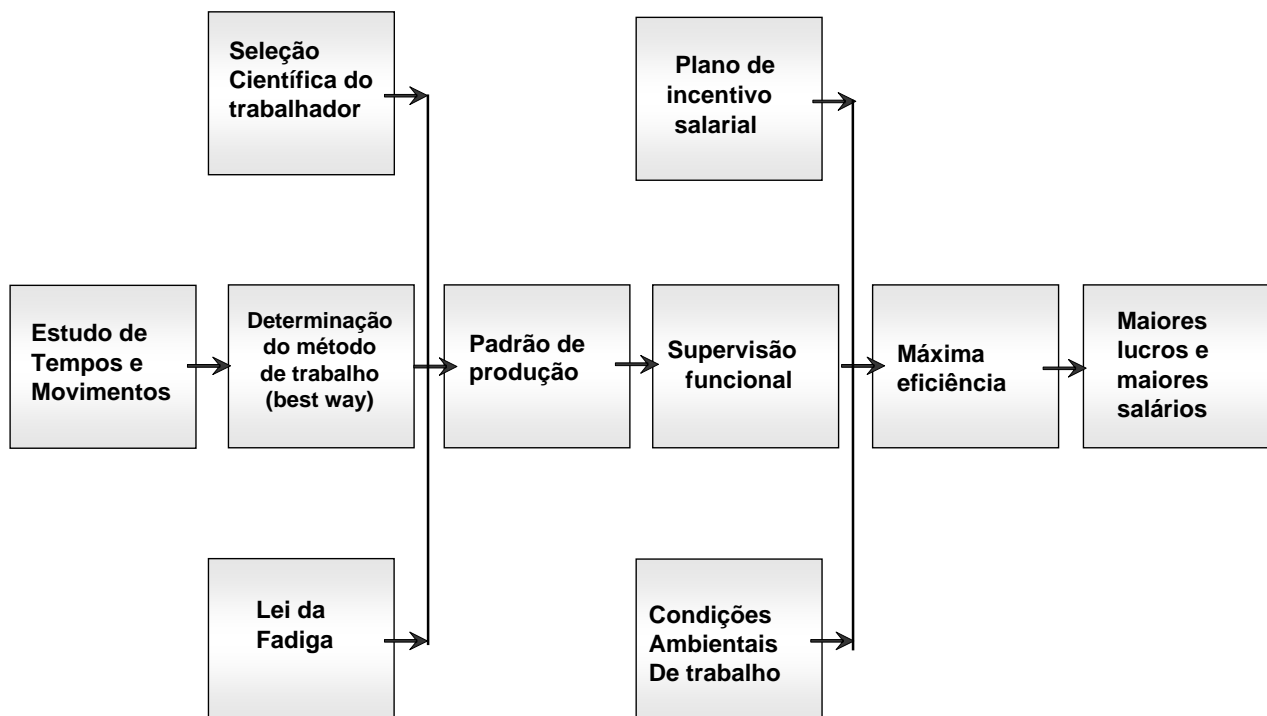 Seleção
Científica do
trabalhador
Plano de
incentivo
salarial
Estudo de
Tempos e
Movimentos
Determinação
do método
de trabalho
(best way)
Padrão de
produção
Supervisão
funcional
Máxima
eficiência
Maiores
lucros e
maiores
salários
Lei da
Fadiga
Condições
Ambientais
De trabalho